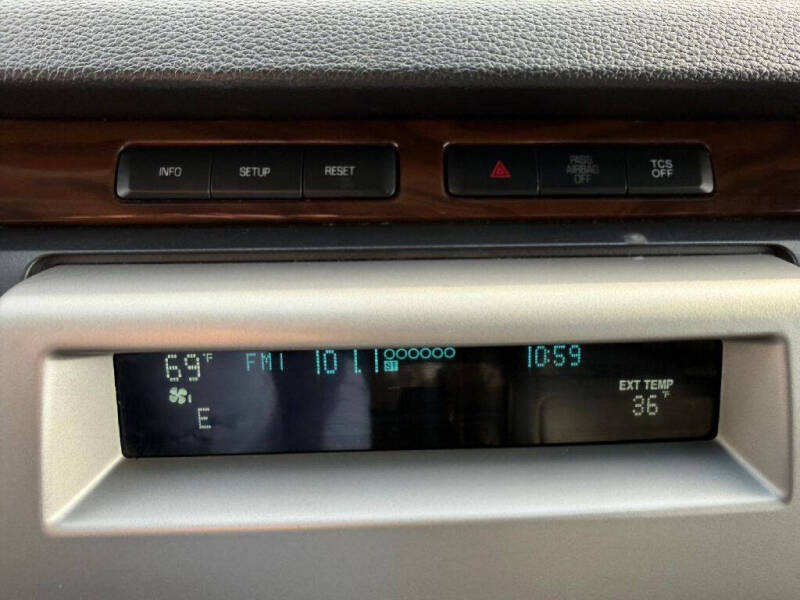 INFO SETUP RESET
PASS AIRBAG OFF
TCS OFF
69°F FM1 101.1 ST 10:59
EXT TEMP
E 36°F